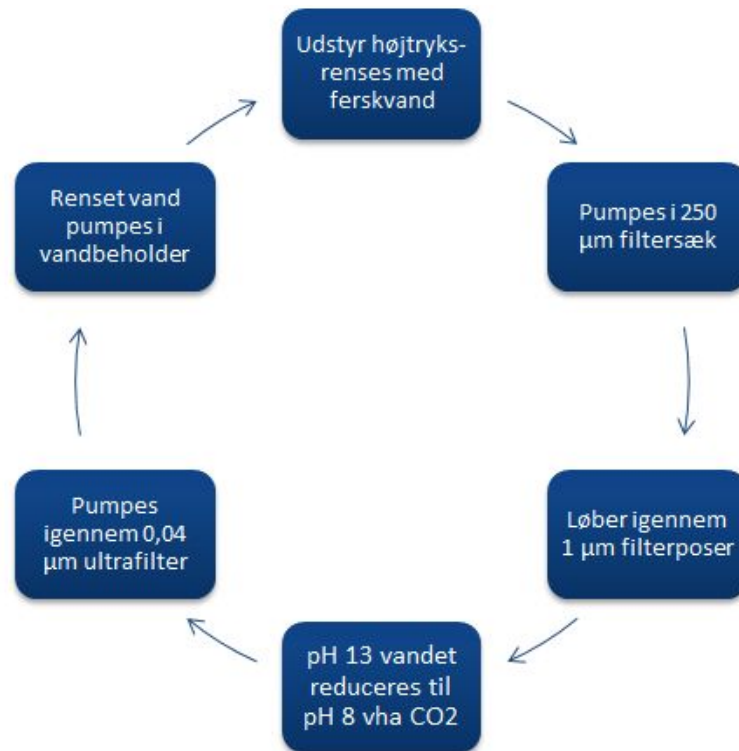 Udstyr højtryks-
renses med
ferskvand
Pumpes i 250
µm filtersæk
Løber igennem
1 µm filterposer
pH 13 vandet
reduceres til
pH 8 vha CO2
Pumpes
igennem 0,04
µm ultrafilter
Renset vand
pumpes i
vandbeholder